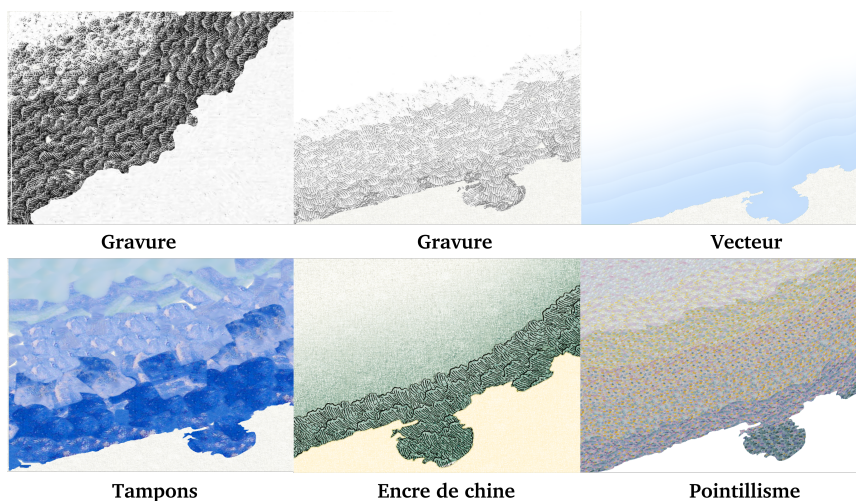 Gravure
Gravure
Vecteur
Tampons
Encre de chine
Pointillisme